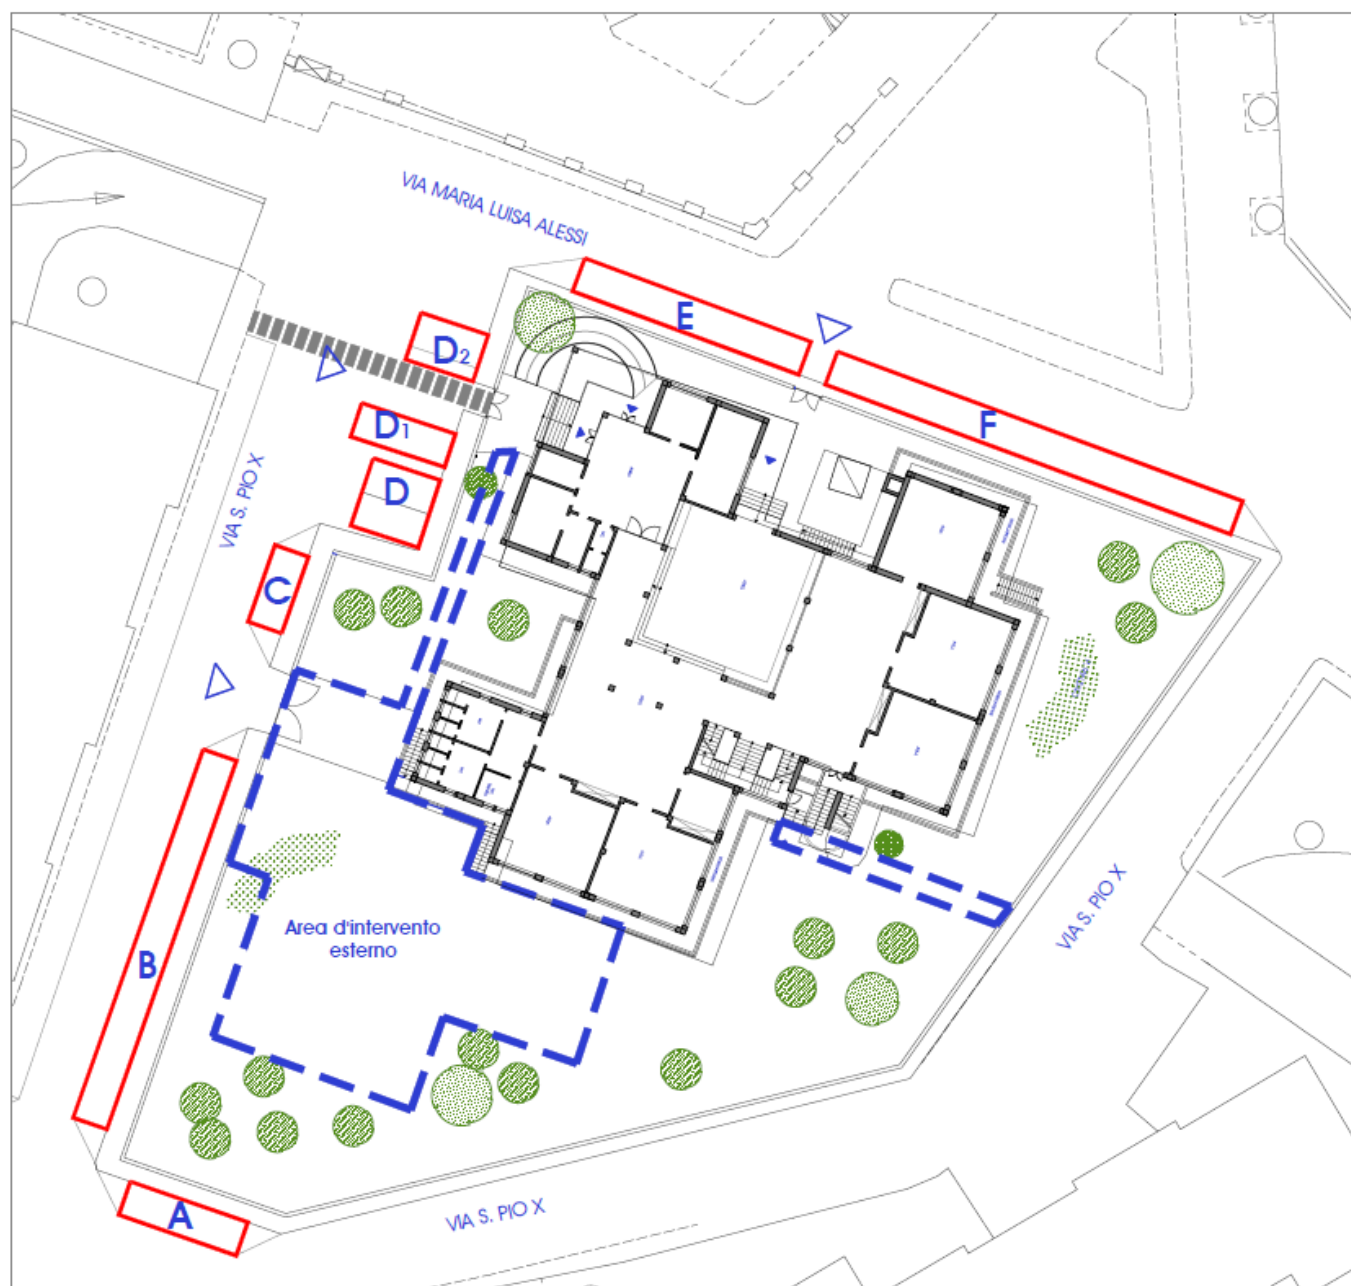 VIA MARIA LUISA ALESSI
E
D2
F
D1
D
VIA S. PIO X
C
VIA S. PIO X
Area d'intervento
esterno
B
VIA S. PIO X
A